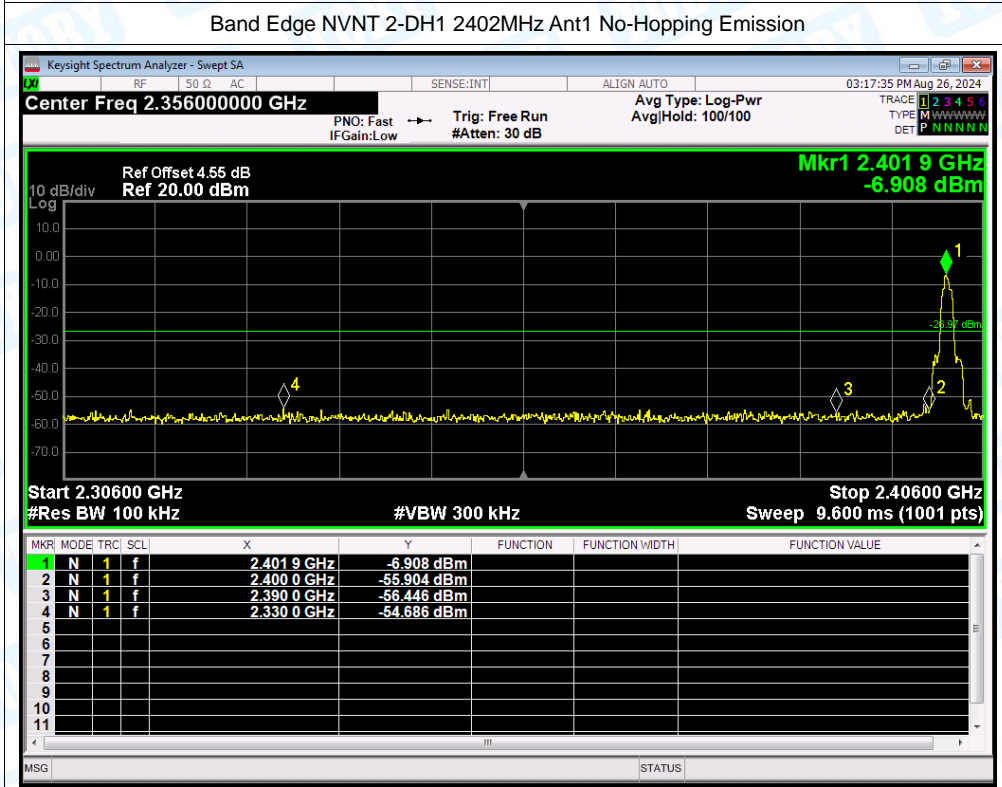 Band Edge NVNT 2-DH1 2402MHz Ant1 No-Hopping Emission
Keysight Spectrum Analyzer - Swept SA
LXI RF 50 Ω AC SENSE:INT ALIGN AUTO 03:17:35 PM Aug 26, 2024
Center Freq 2.356000000 GHz
PNO: Fast
IFGain:Low
Trig: Free Run
#Atten: 30 dB
Avg Type: Log-Pwr
Avg|Hold: 100/100
TRACE 1 2 3 4 5 6
TYPE M WWWWW
DET P N N N N N
Mkr1 2.401 9 GHz
-6.908 dBm
Ref Offset 4.55 dB
10 dB/div Ref 20.00 dBm
Log
10.0
0.00
-10.0
-20.0
-30.0
-40.0
-50.0
-60.0
-70.0
1
-26.97 dBm
4
3
2
Start 2.30600 GHz Stop 2.40600 GHz
#Res BW 100 kHz #VBW 300 kHz Sweep 9.600 ms (1001 pts)
MKR MODE TRC SCL X Y FUNCTION FUNCTION WIDTH FUNCTION VALUE
1 N 1 f 2.401 9 GHz -6.908 dBm
2 N 1 f 2.400 0 GHz -55.904 dBm
3 N 1 f 2.390 0 GHz -56.446 dBm
4 N 1 f 2.330 0 GHz -54.686 dBm
5
6
7
8
9
10
11
MSG STATUS